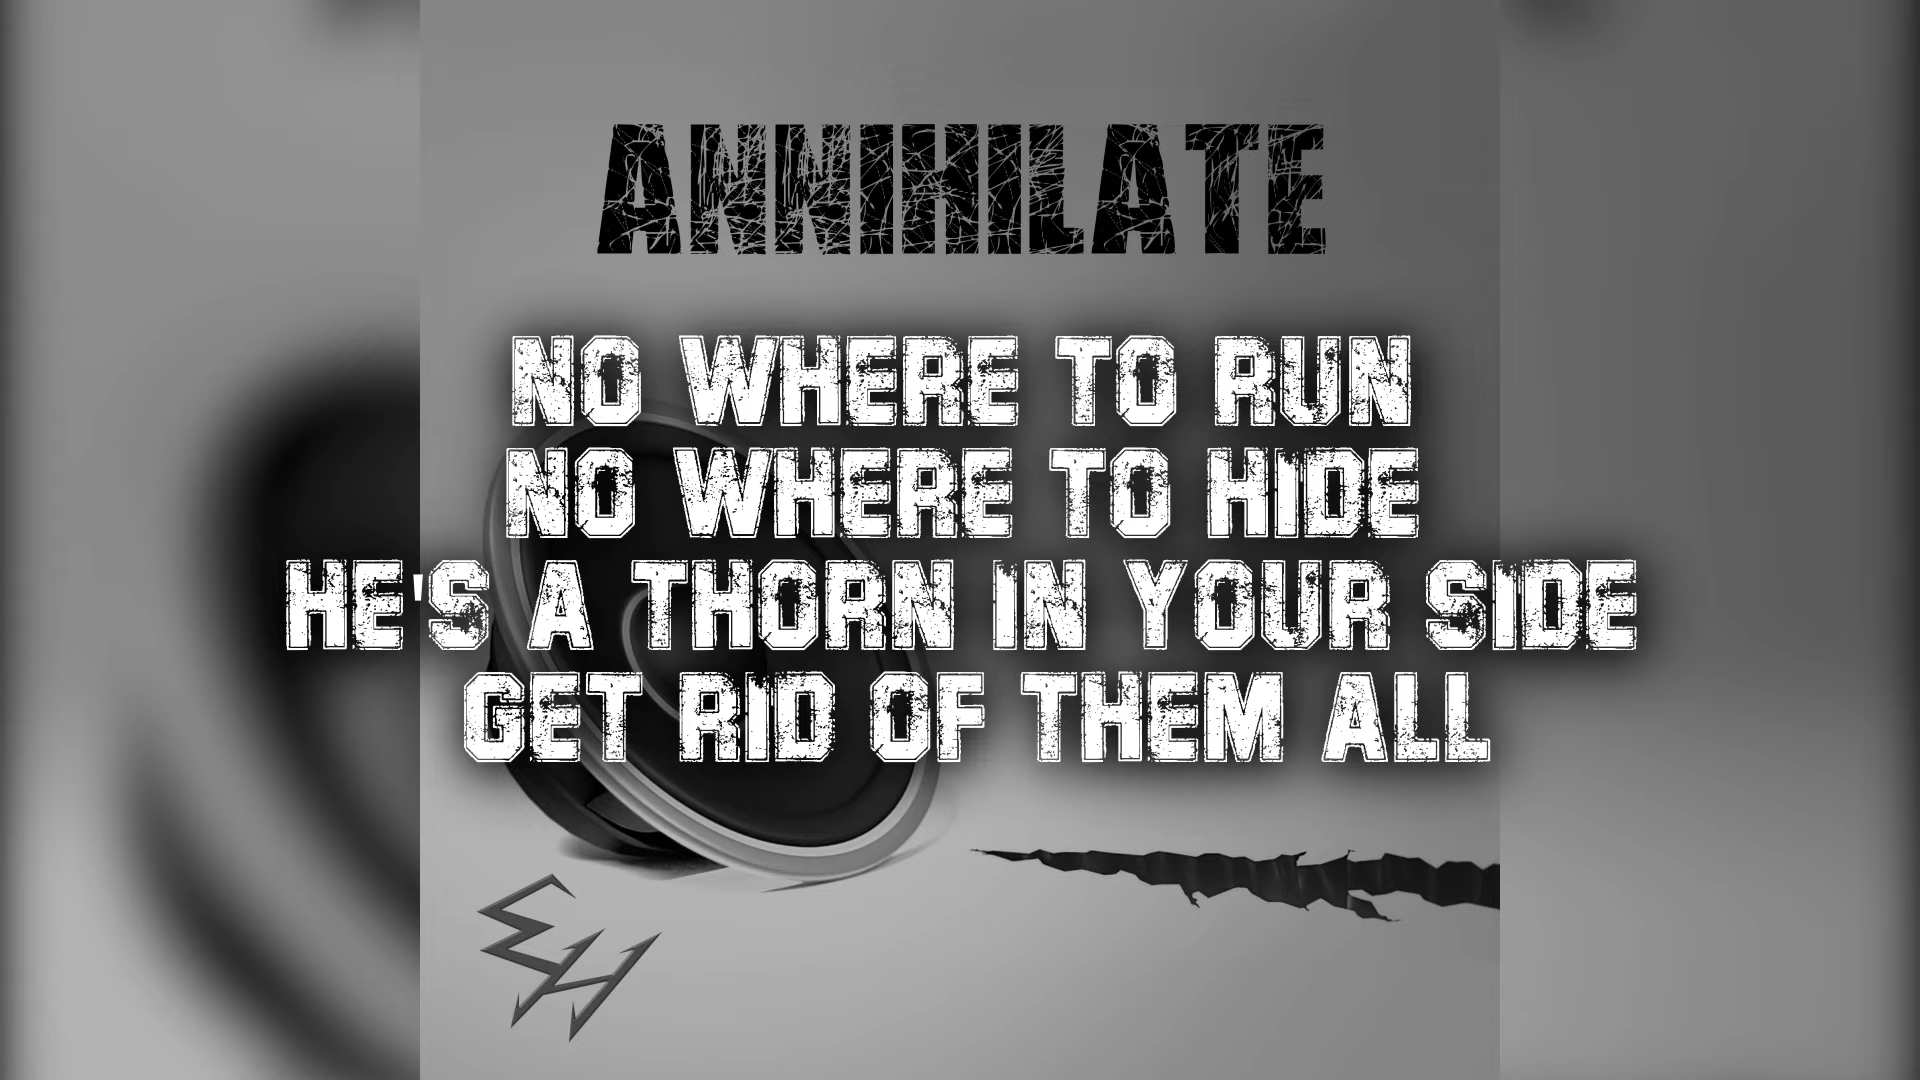 ANNIHILATE
NO WHERE TO RUN
NO WHERE TO HIDE
HE'S A THORN IN YOUR SIDE
GET RID OF THEM ALL
EH